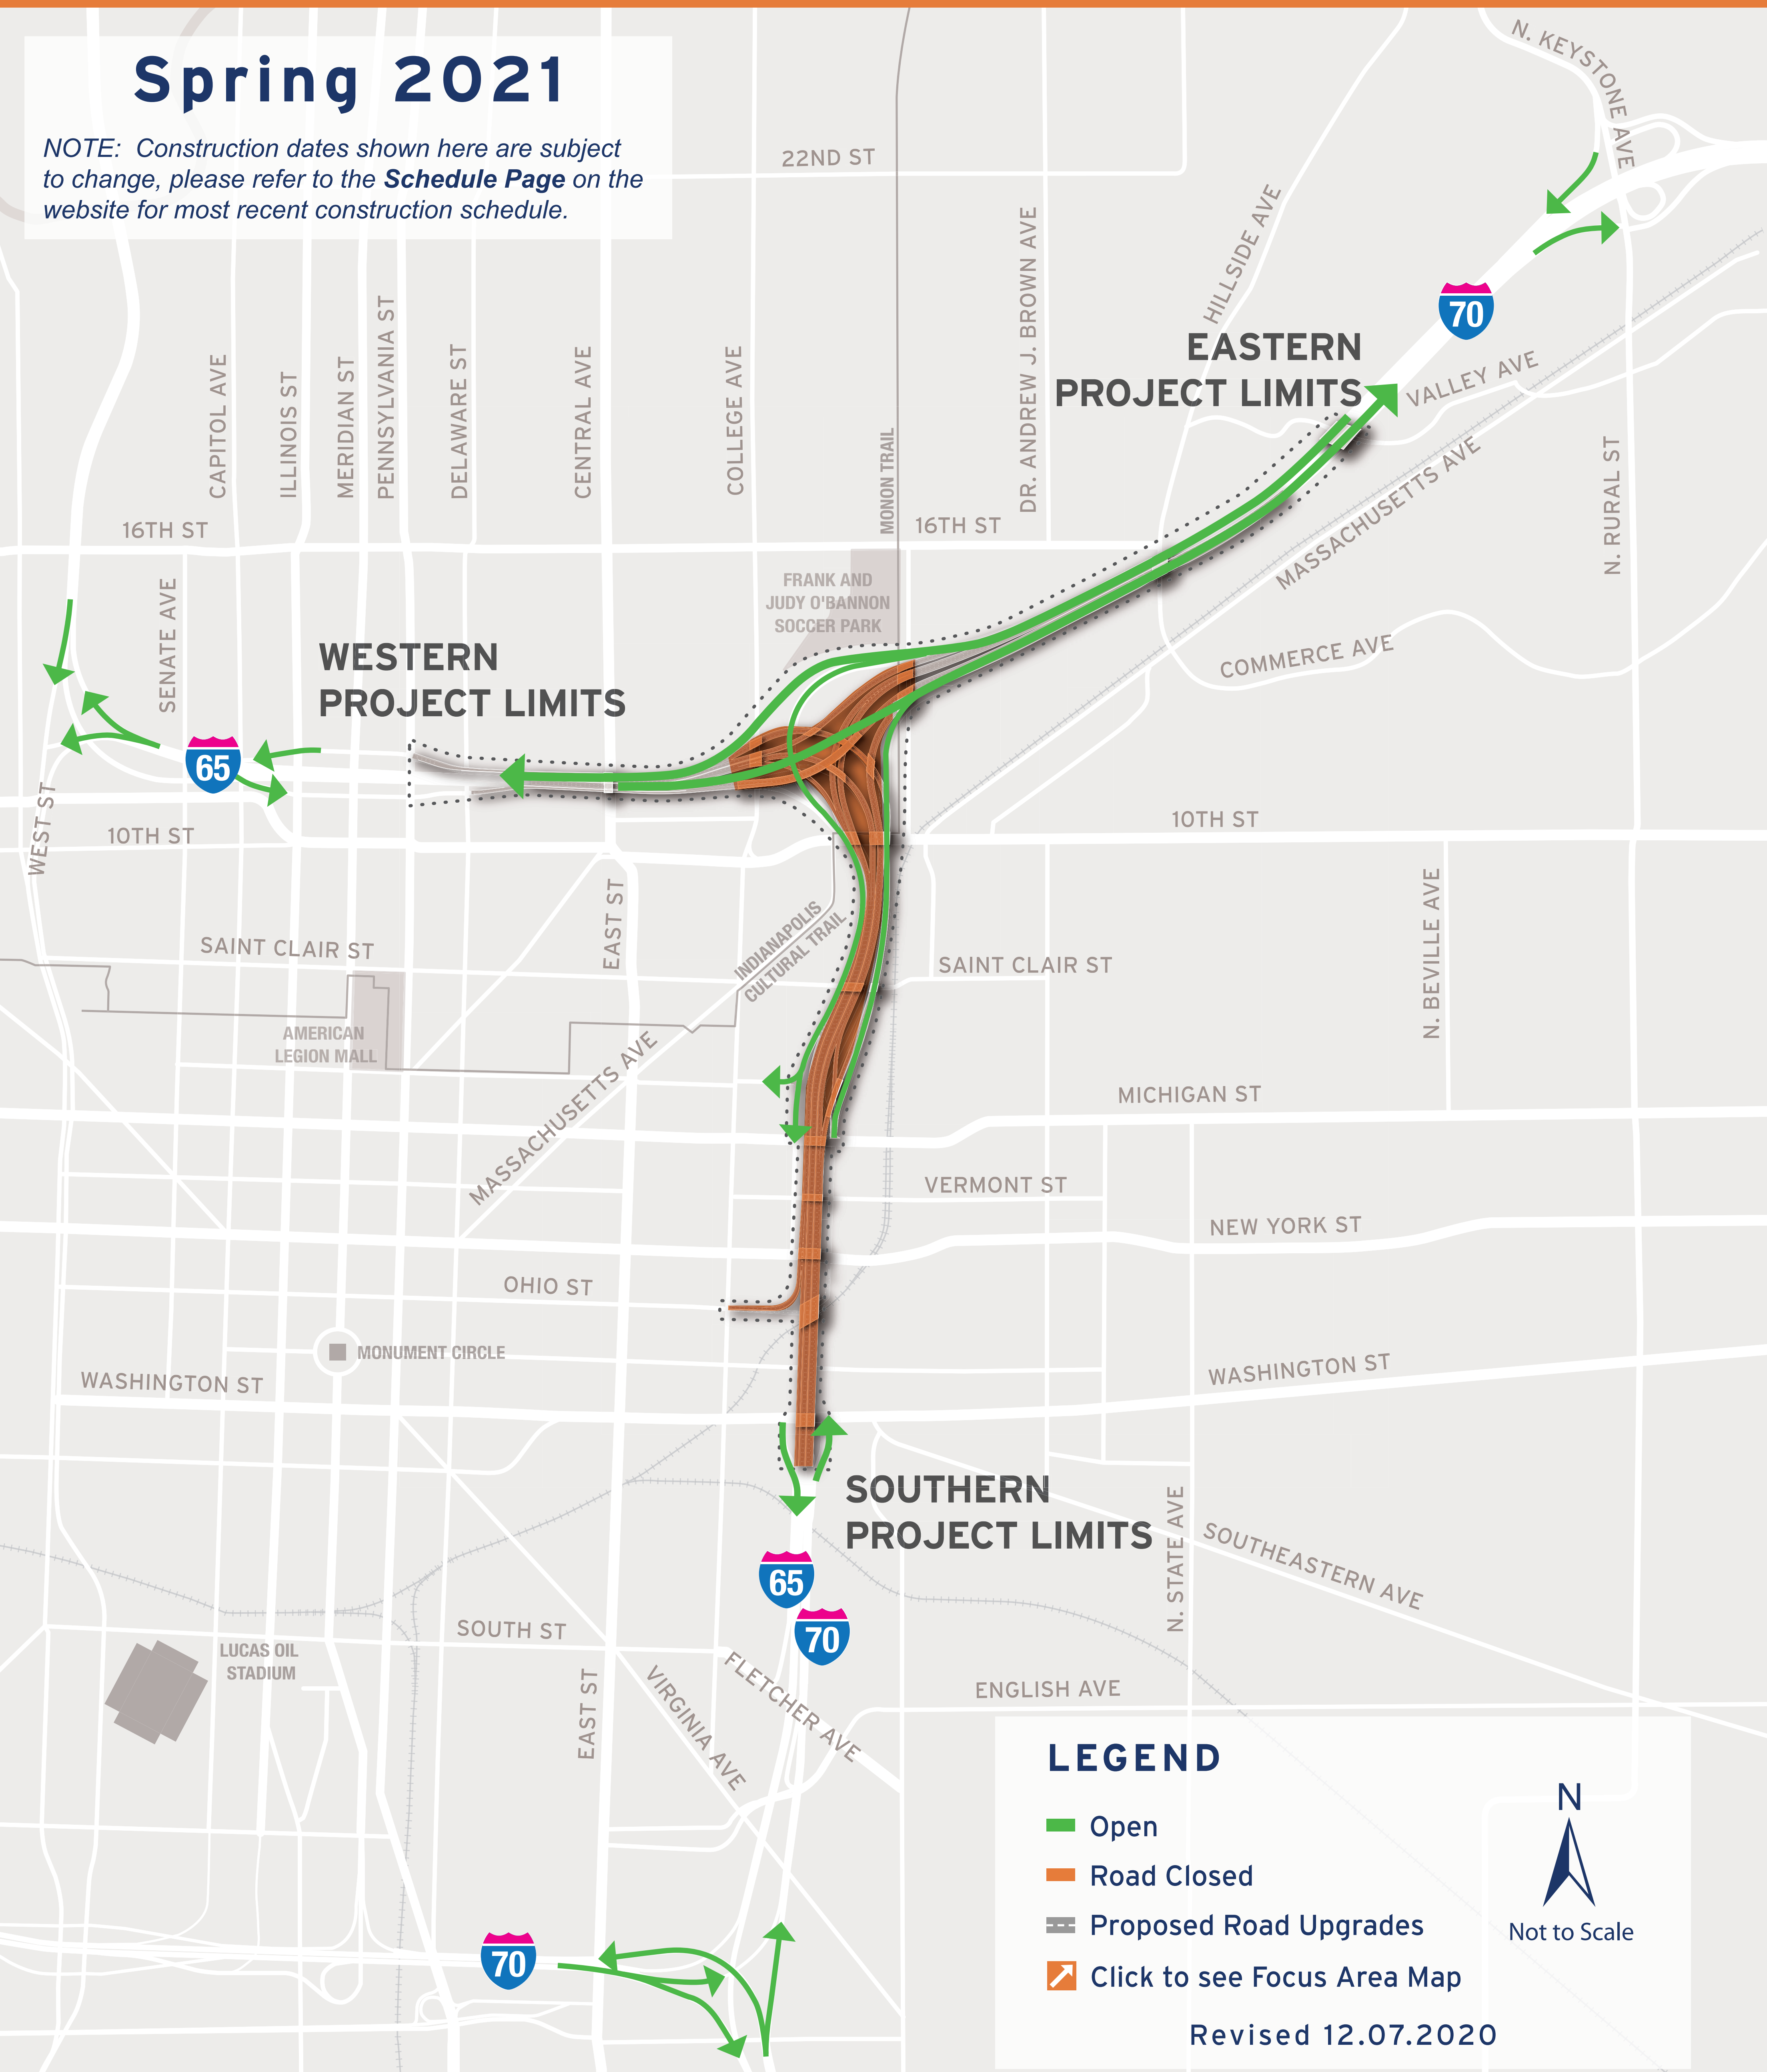 Spring 2021
NOTE:  Construction dates shown here are subject
to change, please refer to the Schedule Page on the
website for most recent construction schedule.
N. KEYSTONE AVE
22ND ST
HILLSIDE AVE
DR. ANDREW J. BROWN AVE
70
EASTERN
PROJECT LIMITS
VALLEY AVE
CAPITOL AVE
ILLINOIS ST
MERIDIAN ST
PENNSYLVANIA ST
DELAWARE ST
CENTRAL AVE
COLLEGE AVE
MONON TRAIL
MASSACHUSETTS AVE
N. RURAL ST
16TH ST
16TH ST
FRANK AND
JUDY O'BANNON
SOCCER PARK
SENATE AVE
WESTERN
PROJECT LIMITS
COMMERCE AVE
65
WEST ST
10TH ST
10TH ST
EAST ST
INDIANAPOLIS
CULTURAL TRAIL
N. BEVILLE AVE
SAINT CLAIR ST
SAINT CLAIR ST
AMERICAN
LEGION MALL
MASSACHUSETTS AVE
MICHIGAN ST
VERMONT ST
NEW YORK ST
OHIO ST
MONUMENT CIRCLE
WASHINGTON ST
WASHINGTON ST
SOUTHERN
PROJECT LIMITS
N. STATE AVE
SOUTHEASTERN AVE
65
70
SOUTH ST
LUCAS OIL
STADIUM
EAST ST
VIRGINIA AVE
FLETCHER AVE
ENGLISH AVE
70
LEGEND
Open
Road Closed
Proposed Road Upgrades
Click to see Focus Area Map
N
Not to Scale
Revised 12.07.2020